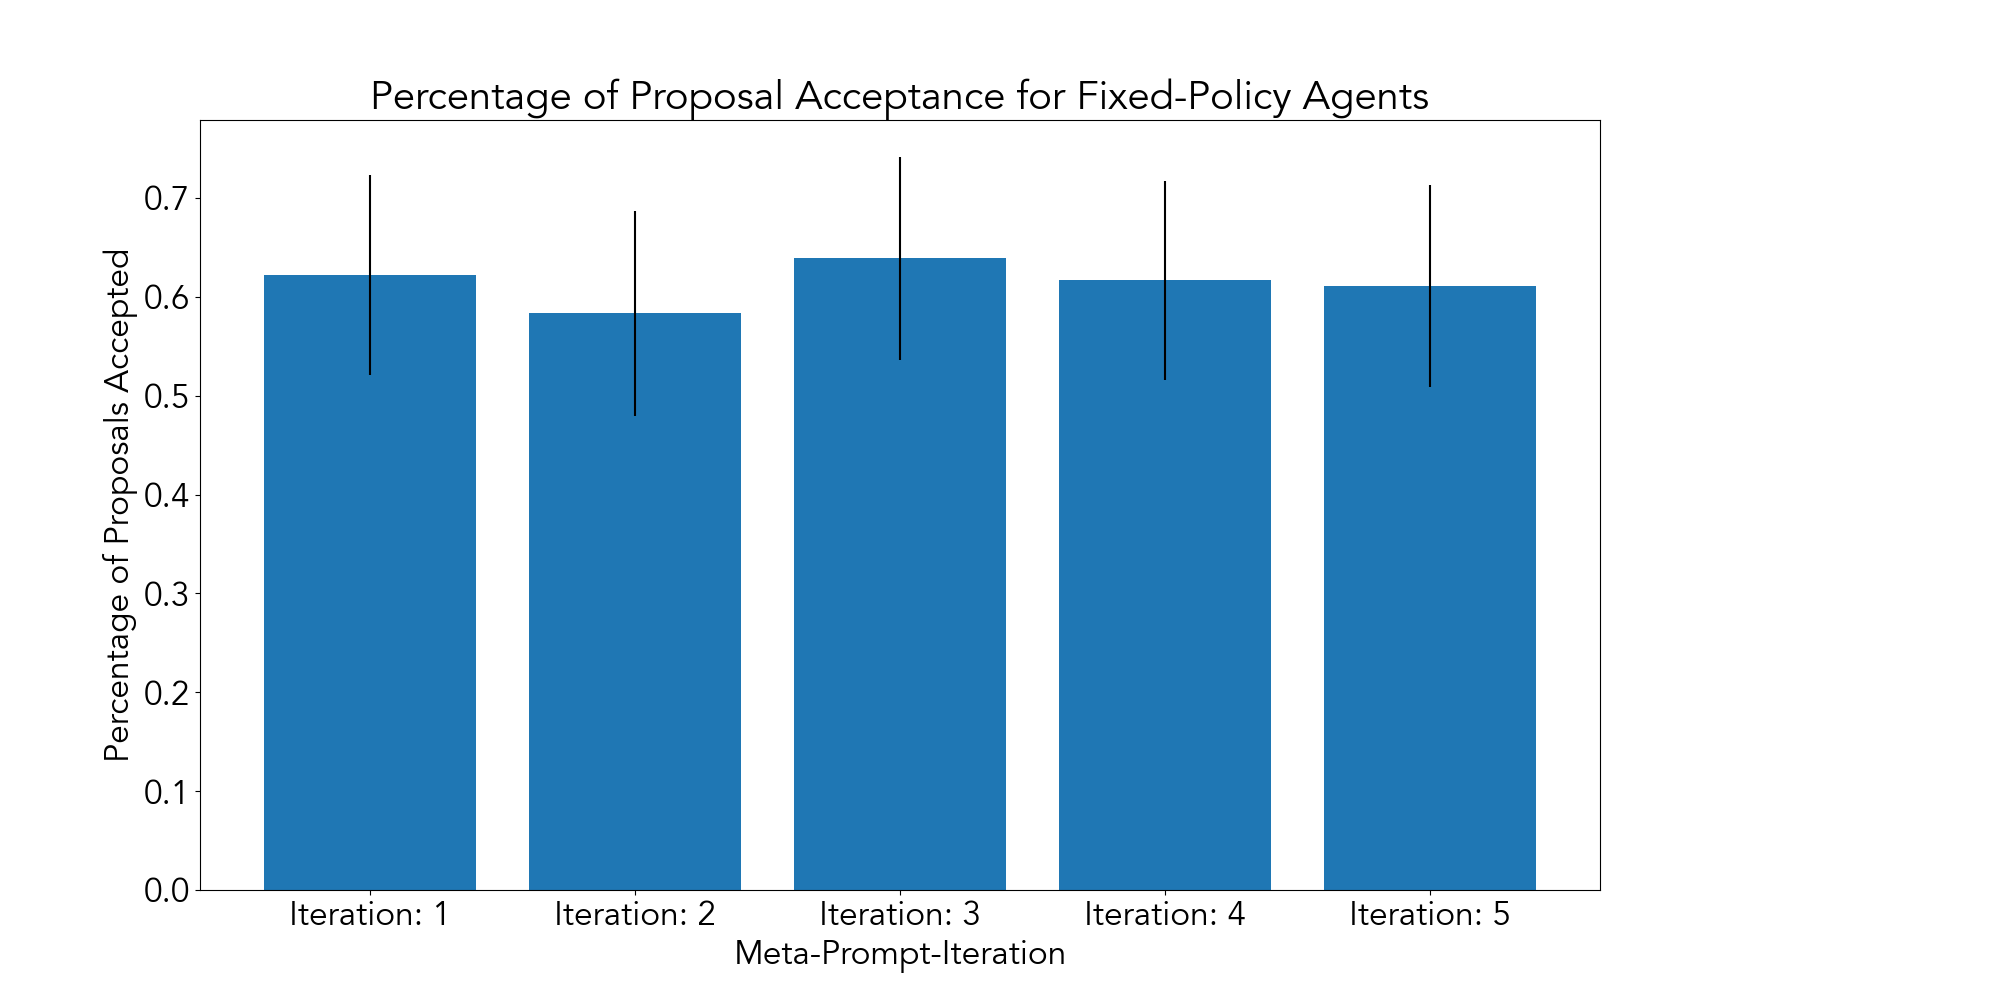 Percentage of Proposal Acceptance for Fixed-Policy Agents
Percentage of Proposals Accepted
0.7
0.6
0.5
0.4
0.3
0.2
0.1
0.0
Iteration: 1
Iteration: 2
Iteration: 3
Iteration: 4
Iteration: 5
Meta-Prompt-Iteration